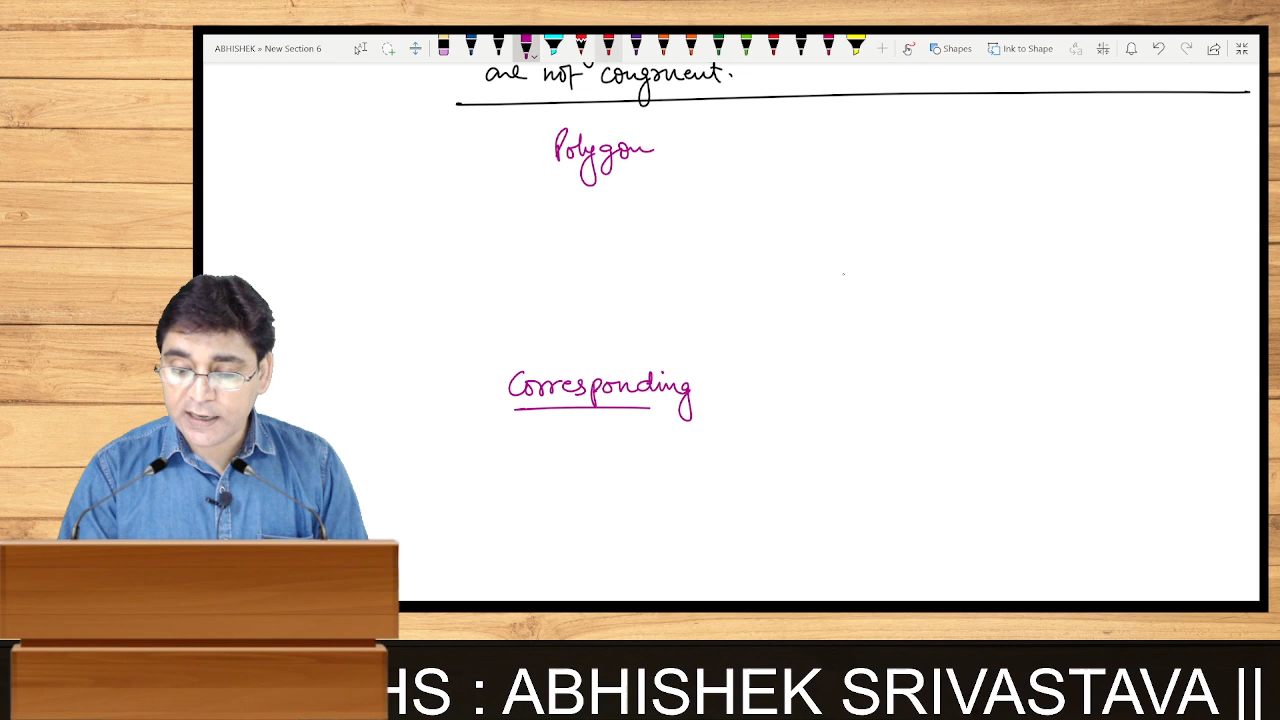 ABHISHEK » New Section 6
Shapes
Ink to Shape
are not congruent.
Polygon
Corresponding
HS : ABHISHEK SRIVASTAVA ||